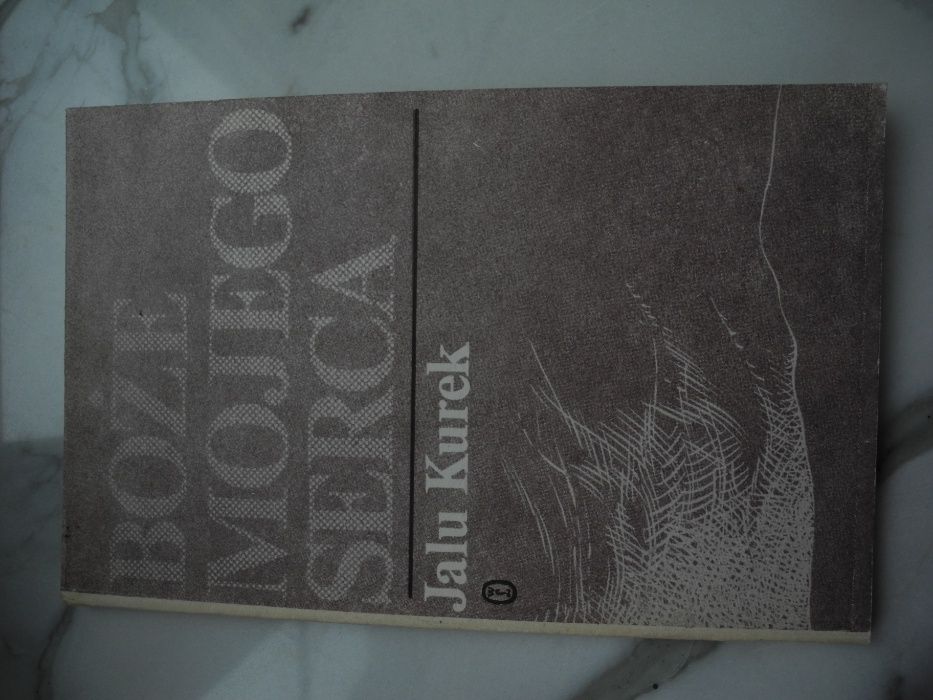 BOŻE
MOJEGO
SERCA
Jalu Kurek